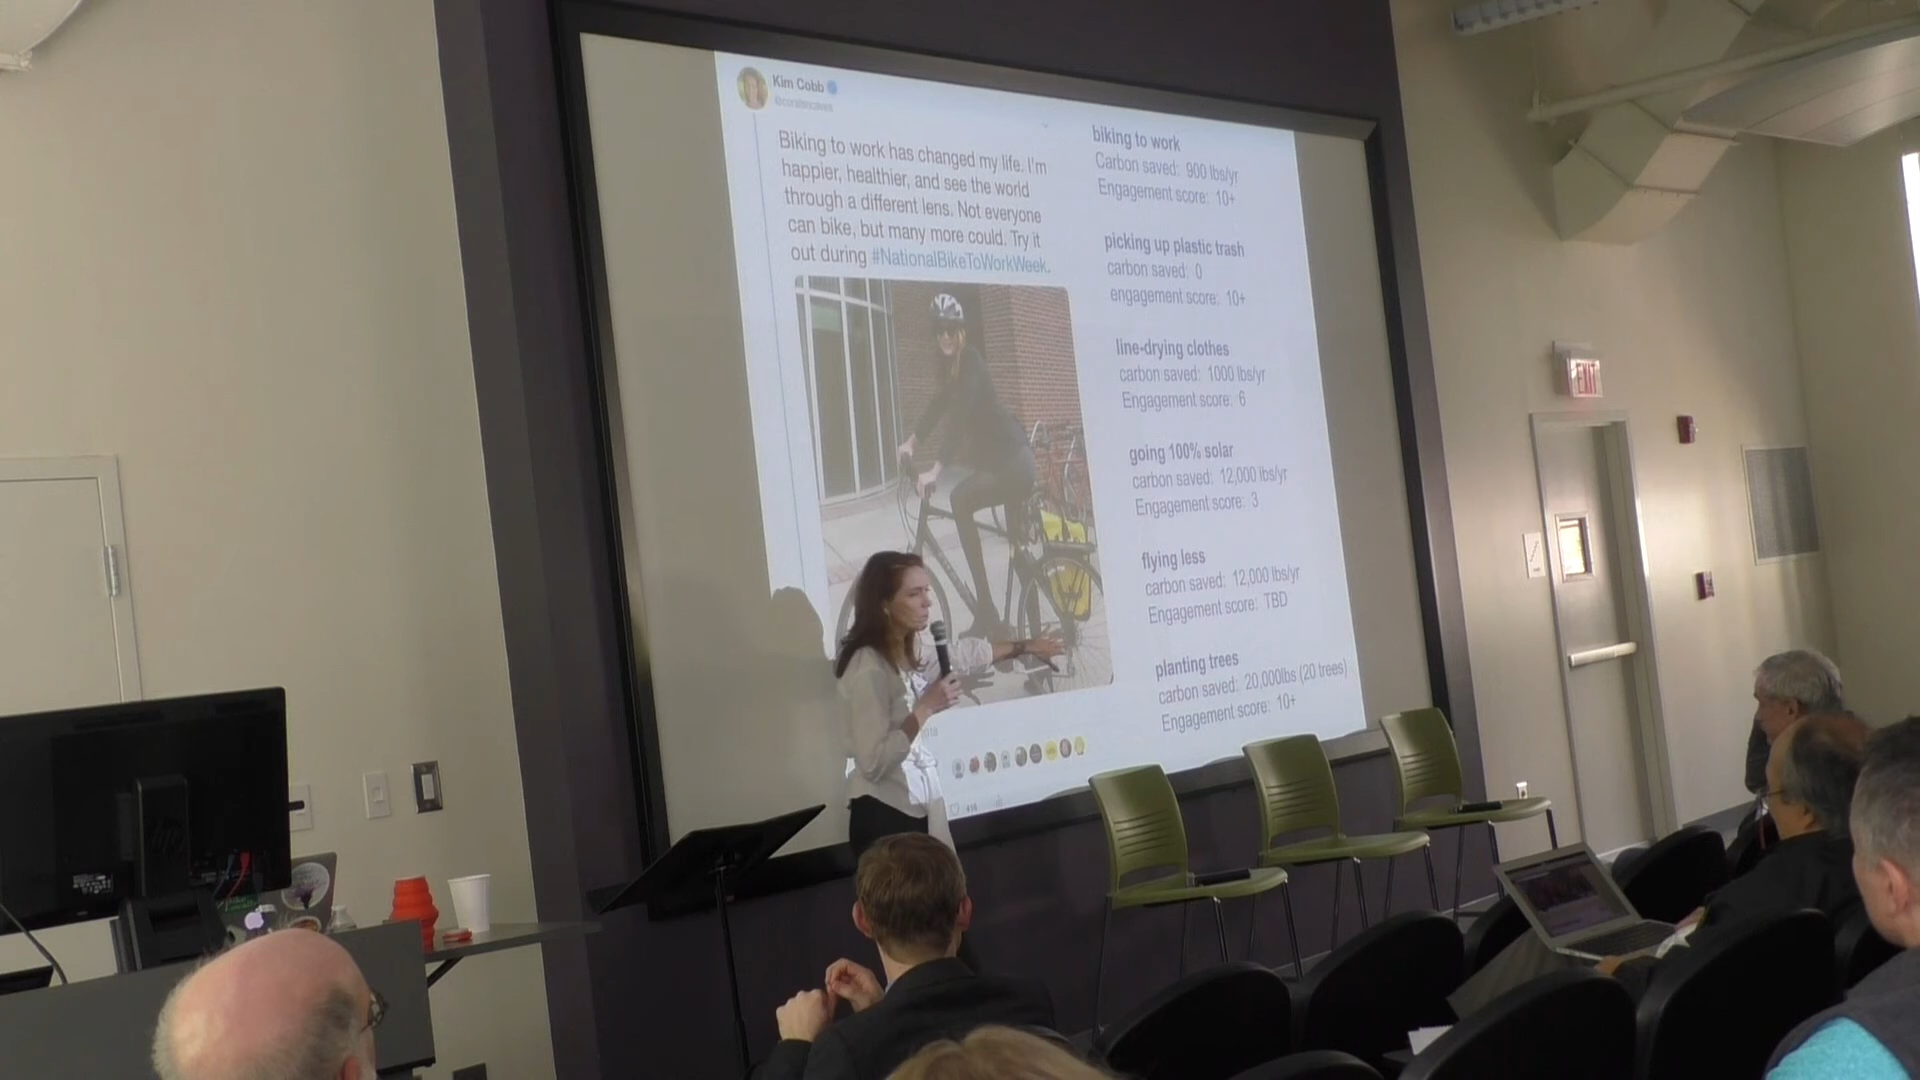 Kim Cobb
Biking to work has changed my life. I'm
happier, healthier, and see the world
through a different lens. Not everyone
can bike, but many more could. Try it
out during #NationalBikeToWorkWeek.
416
biking to work
Carbon saved: 900 lbs/yr
Engagement score: 10+
picking up plastic trash
carbon saved: 0
engagement score: 10+
line-drying clothes
carbon saved: 1000 lbs/yr
Engagement score: 6
going 100% solar
carbon saved: 12,000 lbs/yr
Engagement score: 3
flying less
carbon saved: 12,000 lbs/yr
Engagement score: TBD
planting trees
carbon saved: 20,000lbs (20 trees)
Engagement score: 10+
EXIT